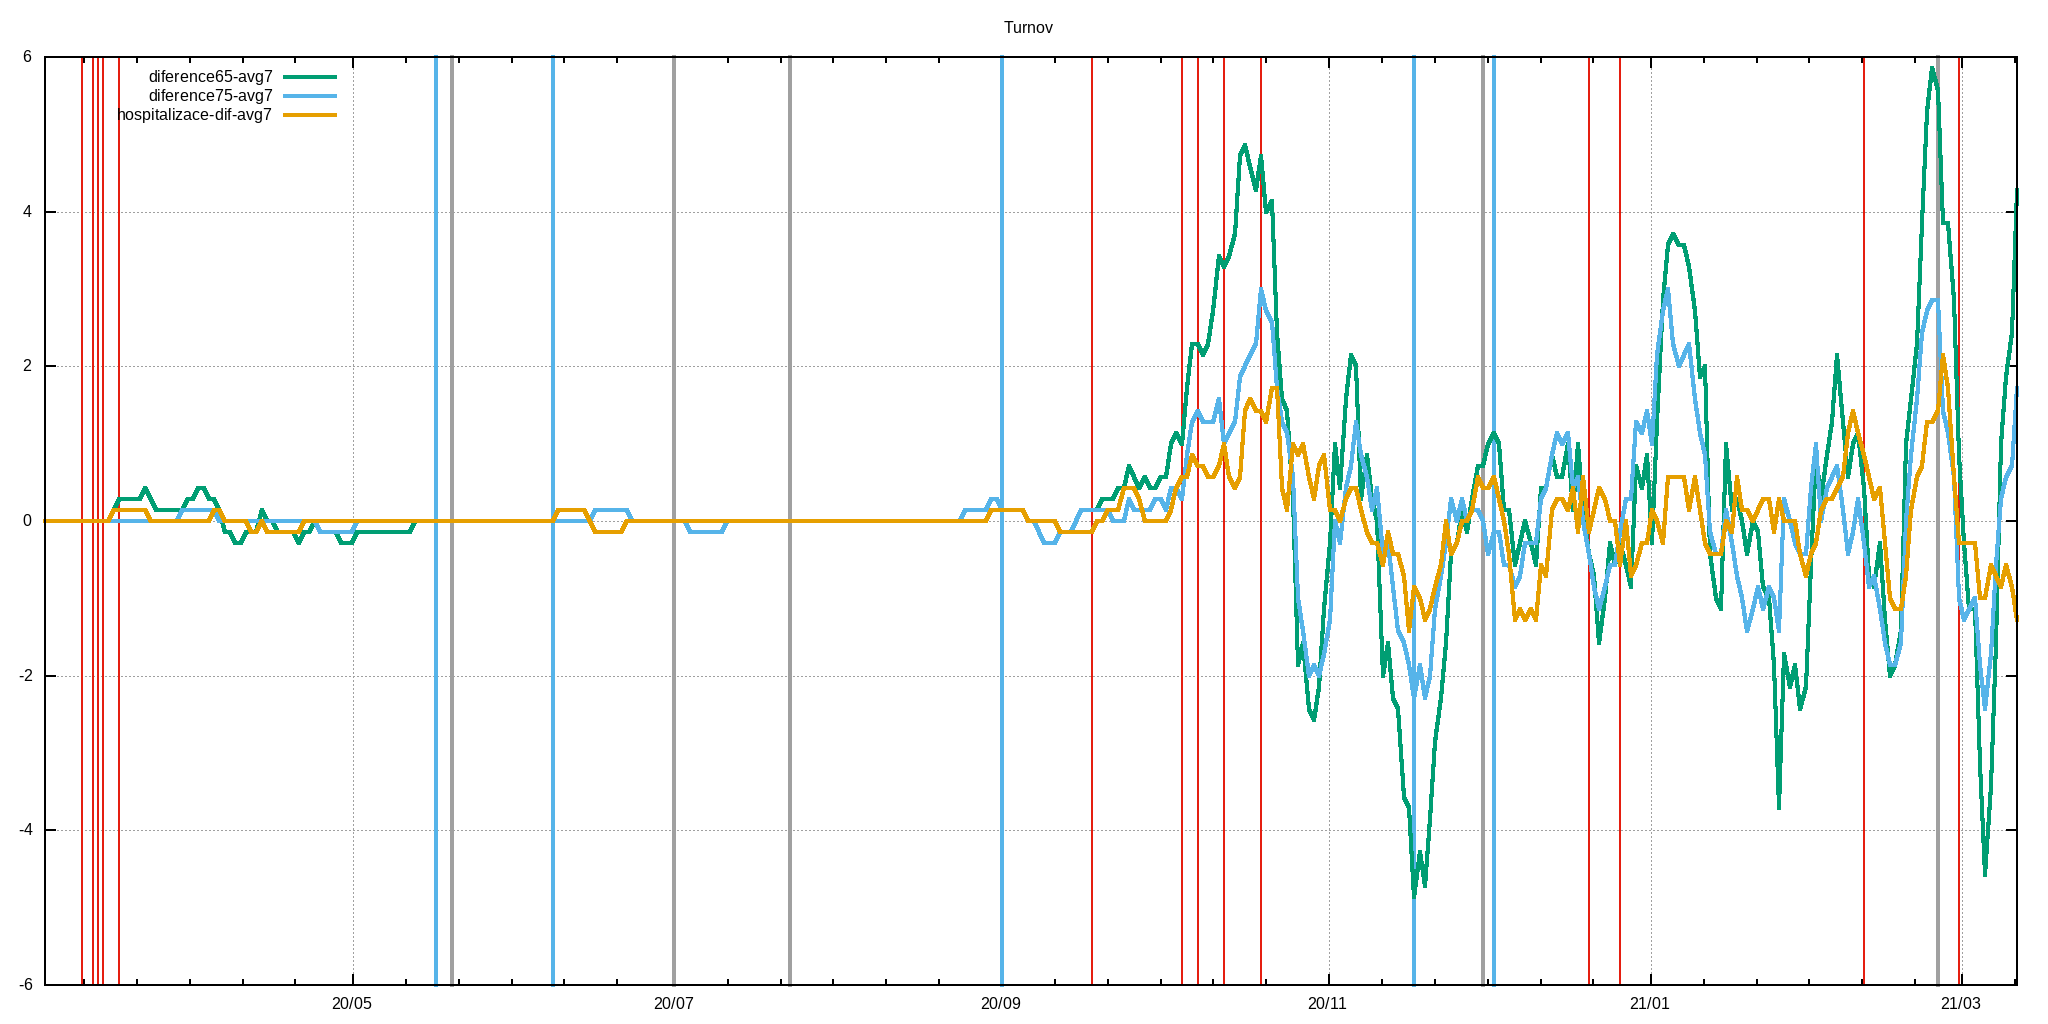 Turnov
diference65-avg7
diference75-avg7
hospitalizace-dif-avg7
6
4
2
0
-2
-4
-6
20/05 20/07 20/09 20/11 21/01 21/03